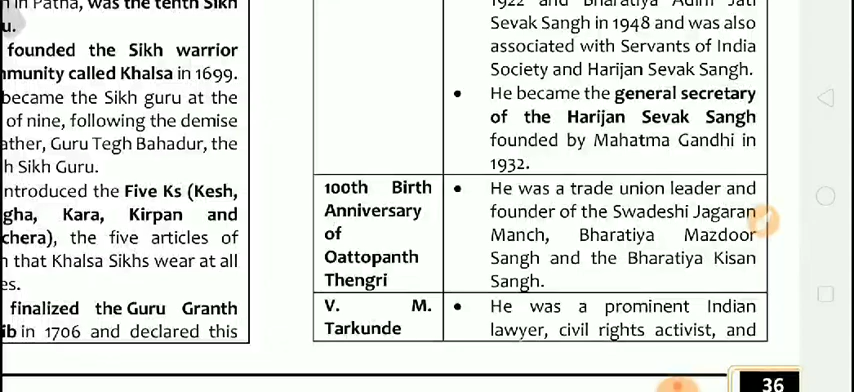 in Patna, was the tenth Sikh
u.
founded the Sikh warrior
mmunity called Khalsa in 1699.
became the Sikh guru at the
of nine, following the demise
ather, Guru Tegh Bahadur, the
h Sikh Guru.
ntroduced the Five Ks (Kesh,
gha, Kara, Kirpan and
chera), the five articles of
that Khalsa Sikhs wear at all
es.
finalized the Guru Granth
ib in 1706 and declared this
1922 and Bharatiya Adim Jati
Sevak Sangh in 1948 and was also
associated with Servants of India
Society and Harijan Sevak Sangh.
• He became the general secretary
of the Harijan Sevak Sangh
founded by Mahatma Gandhi in
1932.
100th Birth
Anniversary
of
Oattopanth
Thengri
• He was a trade union leader and
founder of the Swadeshi Jagaran
Manch, Bharatiya Mazdoor
Sangh and the Bharatiya Kisan
Sangh.
V. M.
Tarkunde
• He was a prominent Indian
lawyer, civil rights activist, and
36